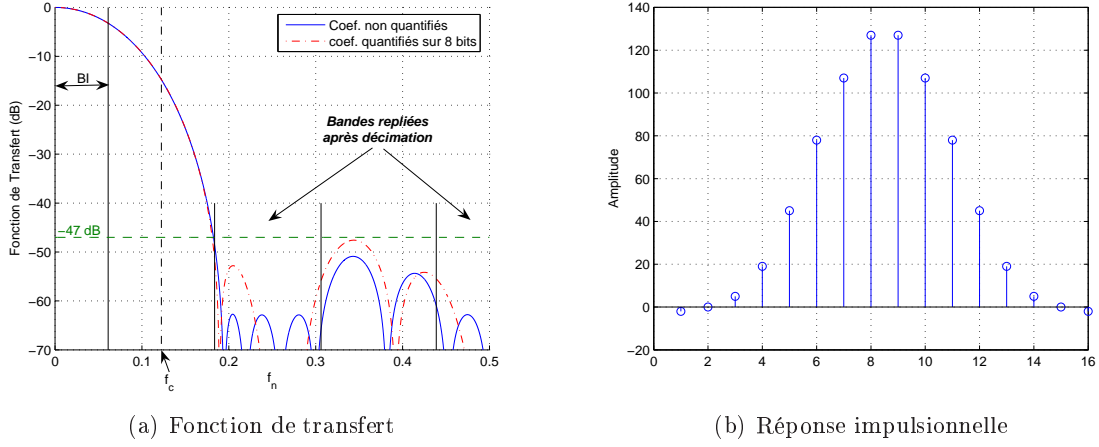 Coef. non quantifiés
coef. quantifiés sur 8 bits
BI
Bandes repliées
après décimation
−47 dB
Fonction de Transfert (dB)
0
−10
−20
−30
−40
−50
−60
−70
0
0.1
0.2
0.3
0.4
0.5
f_c
f_n
(a) Fonction de transfert
Amplitude
140
120
100
80
60
40
20
0
−20
0
2
4
6
8
10
12
14
16
(b) Réponse impulsionnelle